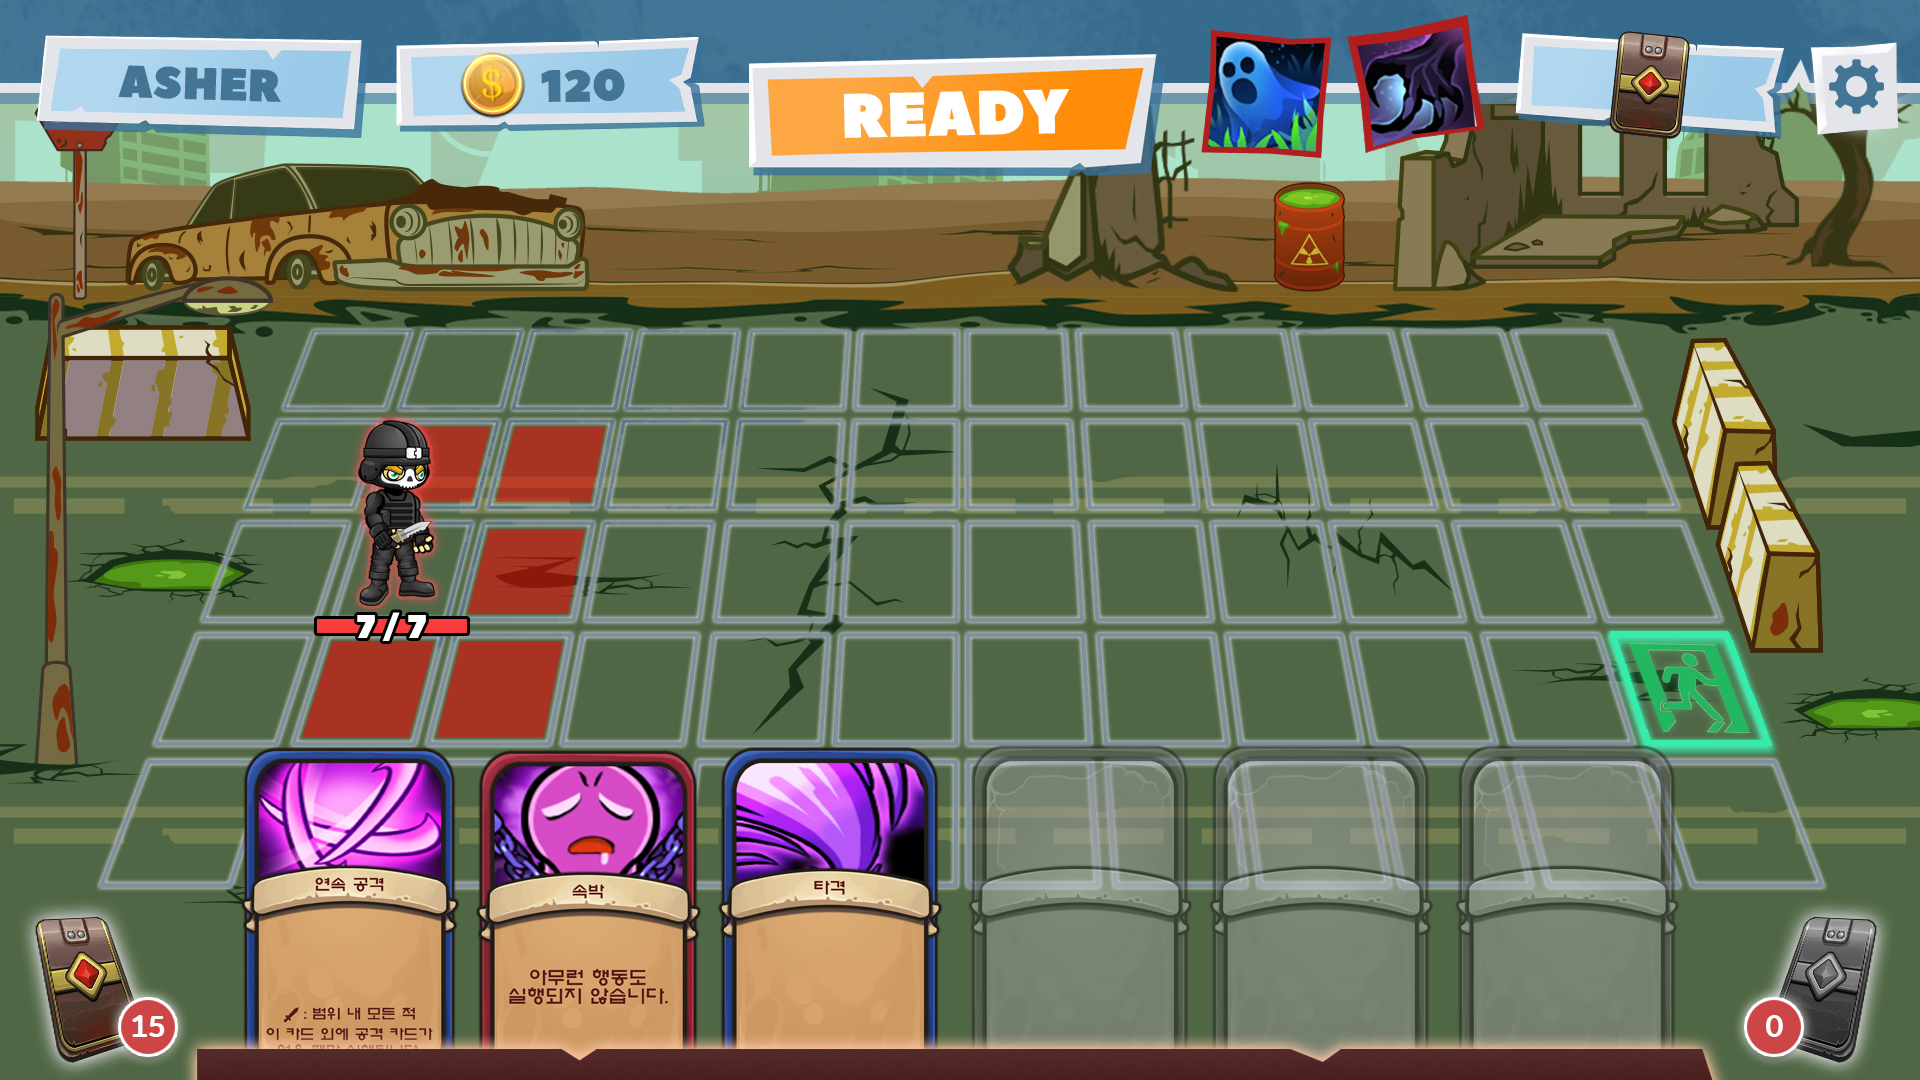 ASHER
$ 120
READY
7/7
연속 공격
: 범위 내 모든 적
이 카드 외에 공격 카드가
속박
아무런 행동도
실행되지 않습니다.
타격
15
0